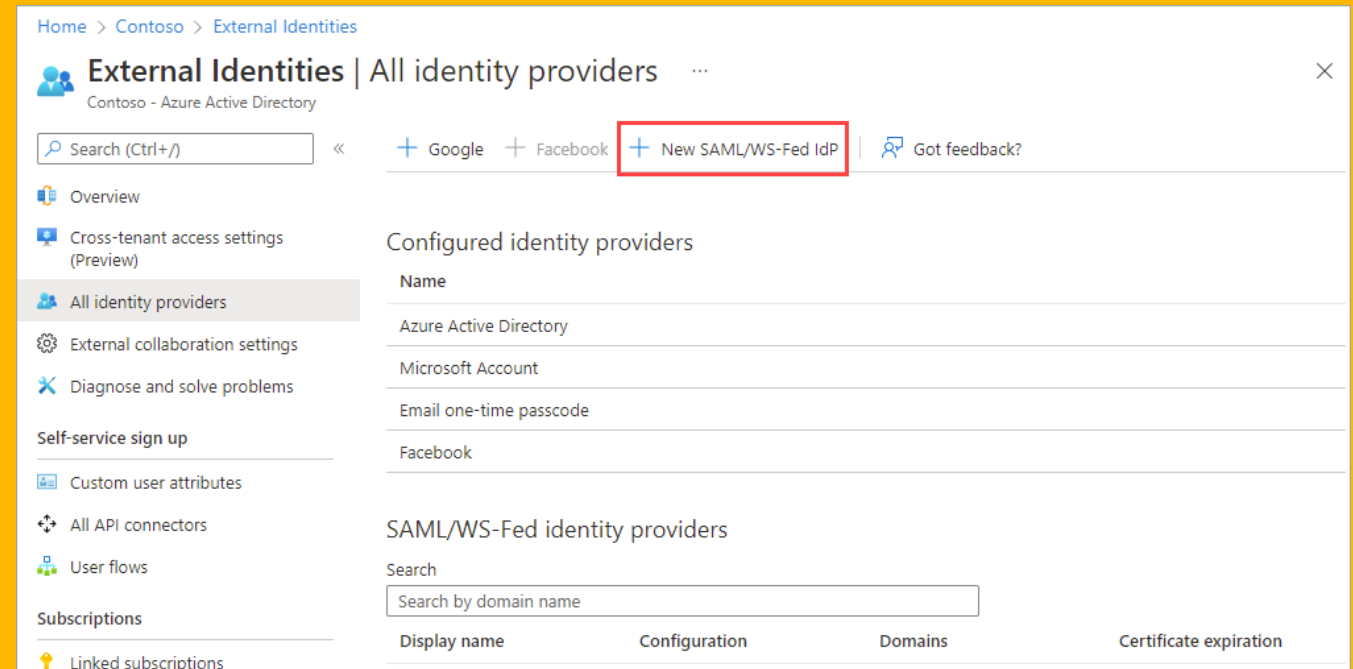 Home > Contoso > External Identities
External Identities | All identity providers ...
Contoso - Azure Active Directory
Search (Ctrl+/)
«
+ Google
+ Facebook
+ New SAML/WS-Fed IdP
Got feedback?
Overview
Cross-tenant access settings
(Preview)
All identity providers
External collaboration settings
Diagnose and solve problems
Self-service sign up
Custom user attributes
All API connectors
User flows
Subscriptions
Linked subscriptions
Configured identity providers
Name
Azure Active Directory
Microsoft Account
Email one-time passcode
Facebook
SAML/WS-Fed identity providers
Search
Search by domain name
Display name Configuration Domains Certificate expiration